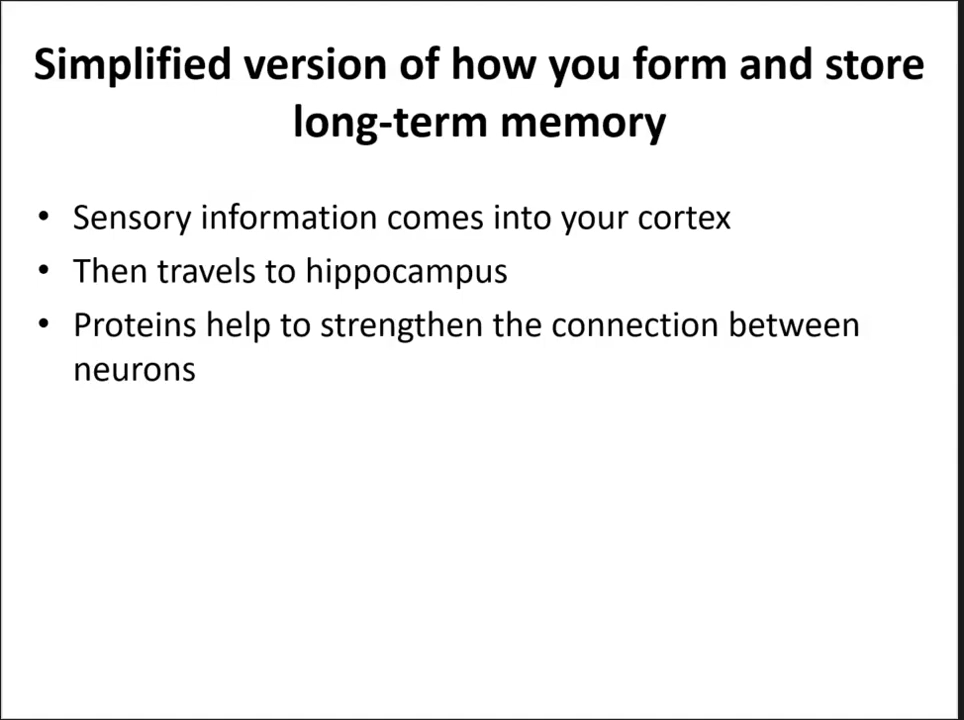 Simplified version of how you form and store
long-term memory
• Sensory information comes into your cortex
• Then travels to hippocampus
• Proteins help to strengthen the connection between
neurons